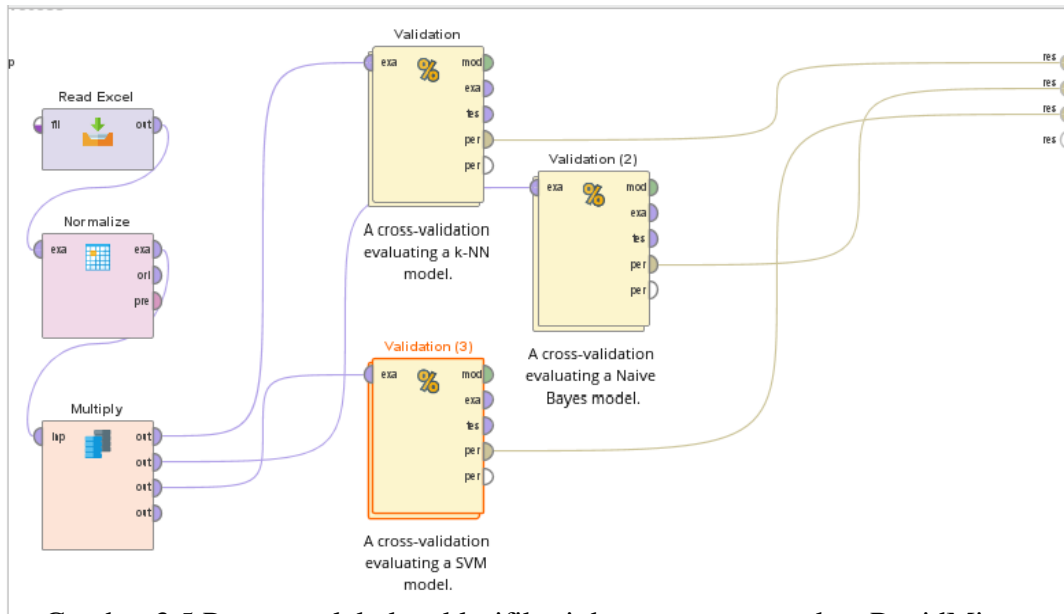 Validation
exa
mod
exa
tes
per
per
Read Excel
fil
out
Normalize
exa
exa
ori
pre
Multiply
inp
out
out
out
out
A cross-validation
evaluating a k-NN
model.
Validation (2)
exa
mod
exa
tes
per
per
A cross-validation
evaluating a Naive
Bayes model.
Validation (3)
exa
mod
exa
tes
per
per
A cross-validation
evaluating a SVM
model.
p
res
res
res
res